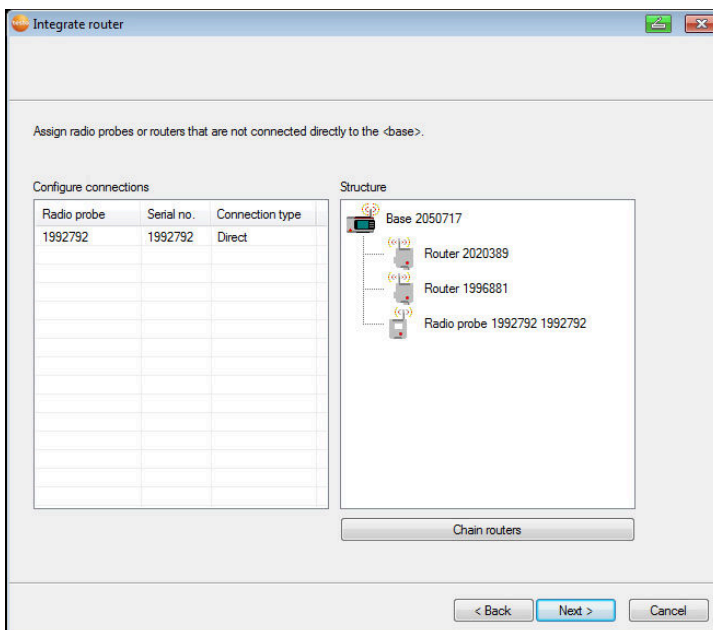 Integrate router
Assign radio probes or routers that are not connected directly to the <base>.
Configure connections
Structure
Radio probe Serial no. Connection type
1992792 1992792 Direct
Base 2050717
Router 2020389
Router 1996881
Radio probe 1992792 1992792
Chain routers
< Back Next > Cancel